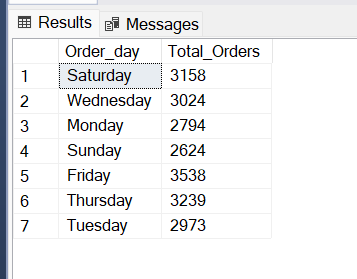 Results Messages
Order_day Total_Orders
1 Saturday 3158
2 Wednesday 3024
3 Monday 2794
4 Sunday 2624
5 Friday 3538
6 Thursday 3239
7 Tuesday 2973